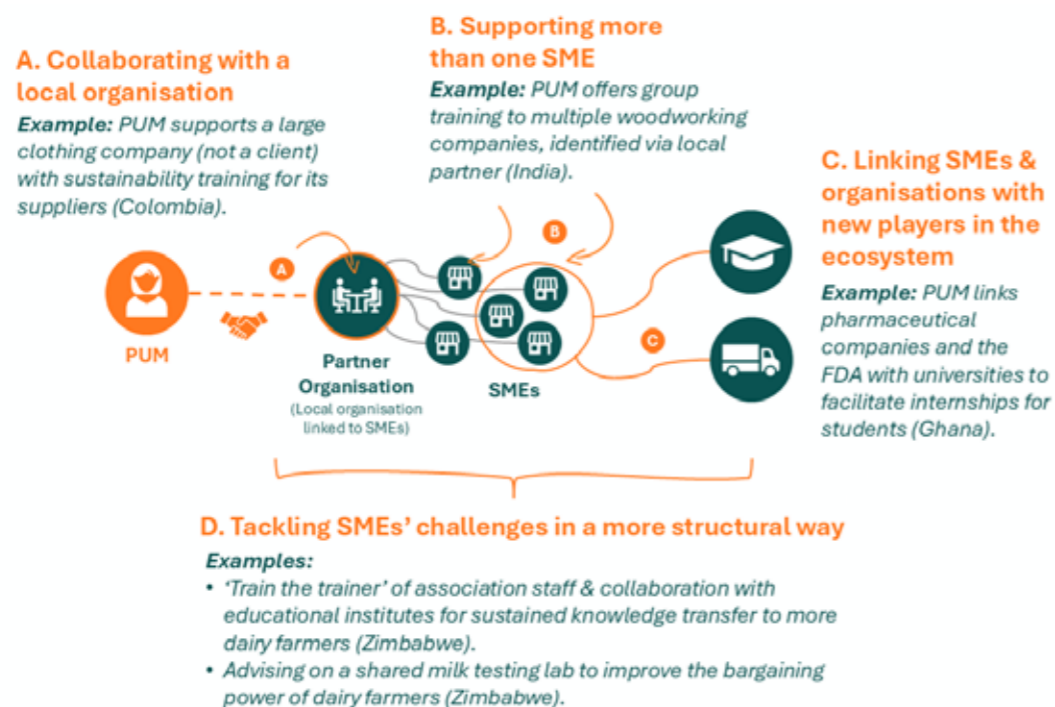 A. Collaborating with a
local organisation
Example: PUM supports a large
clothing company (not a client)
with sustainability training for its
suppliers (Colombia).
B. Supporting more
than one SME
Example: PUM offers group
training to multiple woodworking
companies, identified via local
partner (India).
C. Linking SMEs &
organisations with
new players in the
ecosystem
Example: PUM links
pharmaceutical
companies and the
FDA with universities to
facilitate internships for
students (Ghana).
A
B
C
PUM
Partner
Organisation
(Local organisation
linked to SMEs)
SMEs
D. Tackling SMEs' challenges in a more structural way
Examples:
• 'Train the trainer' of association staff & collaboration with
educational institutes for sustained knowledge transfer to more
dairy farmers (Zimbabwe).
• Advising on a shared milk testing lab to improve the bargaining
power of dairy farmers (Zimbabwe).